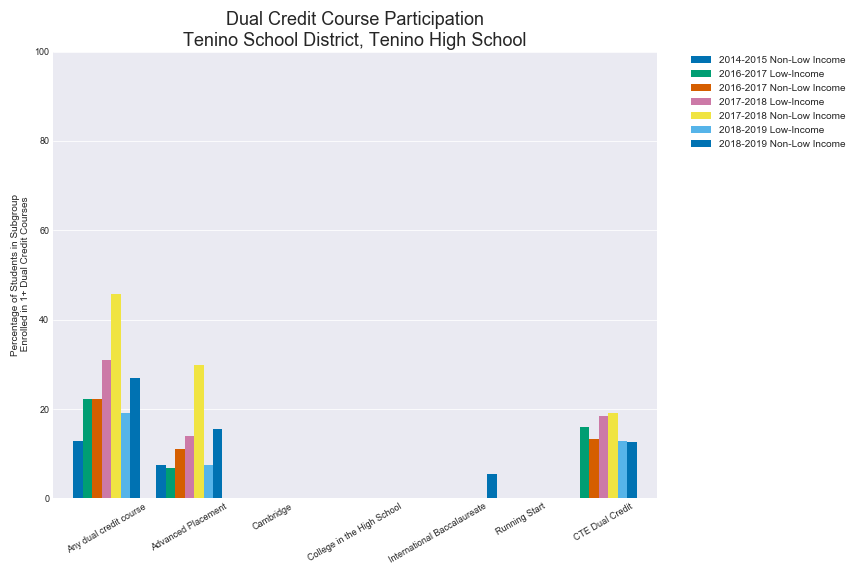 Dual Credit Course Participation
Tenino School District, Tenino High School
2014-2015 Non-Low Income
2016-2017 Low-Income
2016-2017 Non-Low Income
2017-2018 Low-Income
2017-2018 Non-Low Income
2018-2019 Low-Income
2018-2019 Non-Low Income
Percentage of Students in Subgroup
Enrolled in 1+ Dual Credit Courses
100
80
60
40
20
0
Any dual credit course
Advanced Placement
Cambridge
College in the High School
International Baccalaureate
Running Start
CTE Dual Credit